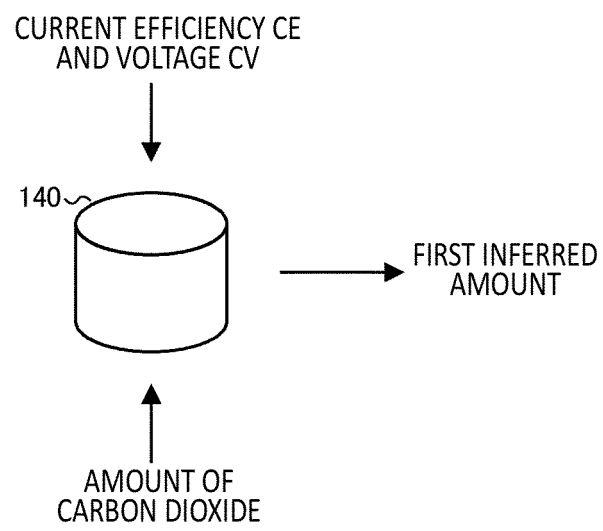 CURRENT EFFICIENCY CE
AND VOLTAGE CV
140
FIRST INFERRED
AMOUNT
AMOUNT OF
CARBON DIOXIDE